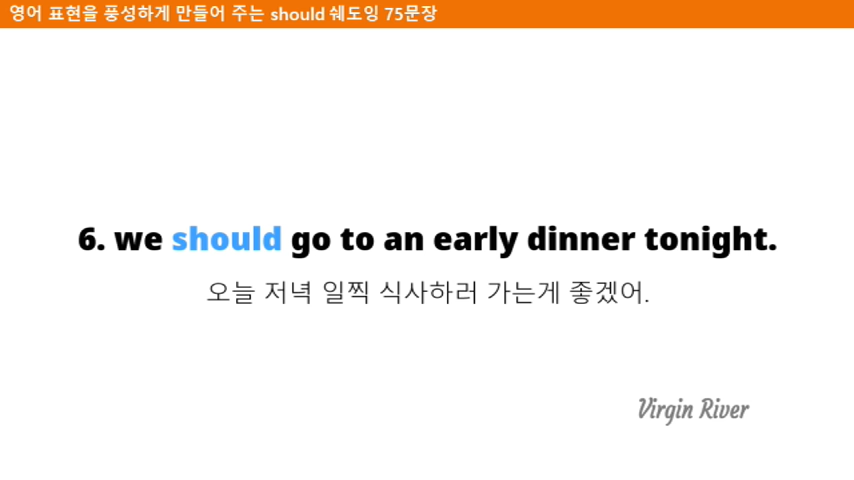 영어 표현을 풍성하게 만들어 주는 should 쉐도잉 75문장
6. we should go to an early dinner tonight.
오늘 저녁 일찍 식사하러 가는게 좋겠어.
Virgin River